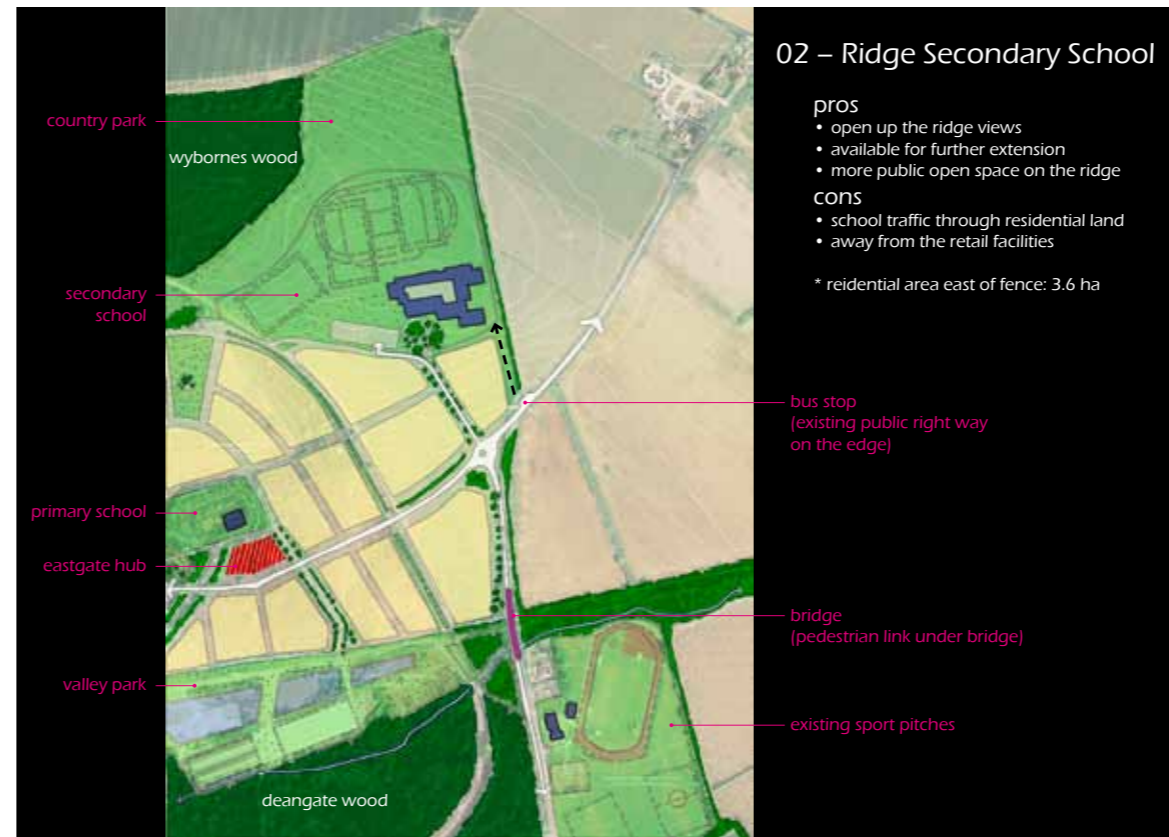 02 – Ridge Secondary School
pros
• open up the ridge views
• available for further extension
• more public open space on the ridge
cons
• school traffic through residential land
• away from the retail facilities
* reidential area east of fence: 3.6 ha
country park
wybornes wood
secondary
school
primary school
eastgate hub
valley park
deangate wood
bus stop
(existing public right way
on the edge)
bridge
(pedestrian link under bridge)
existing sport pitches